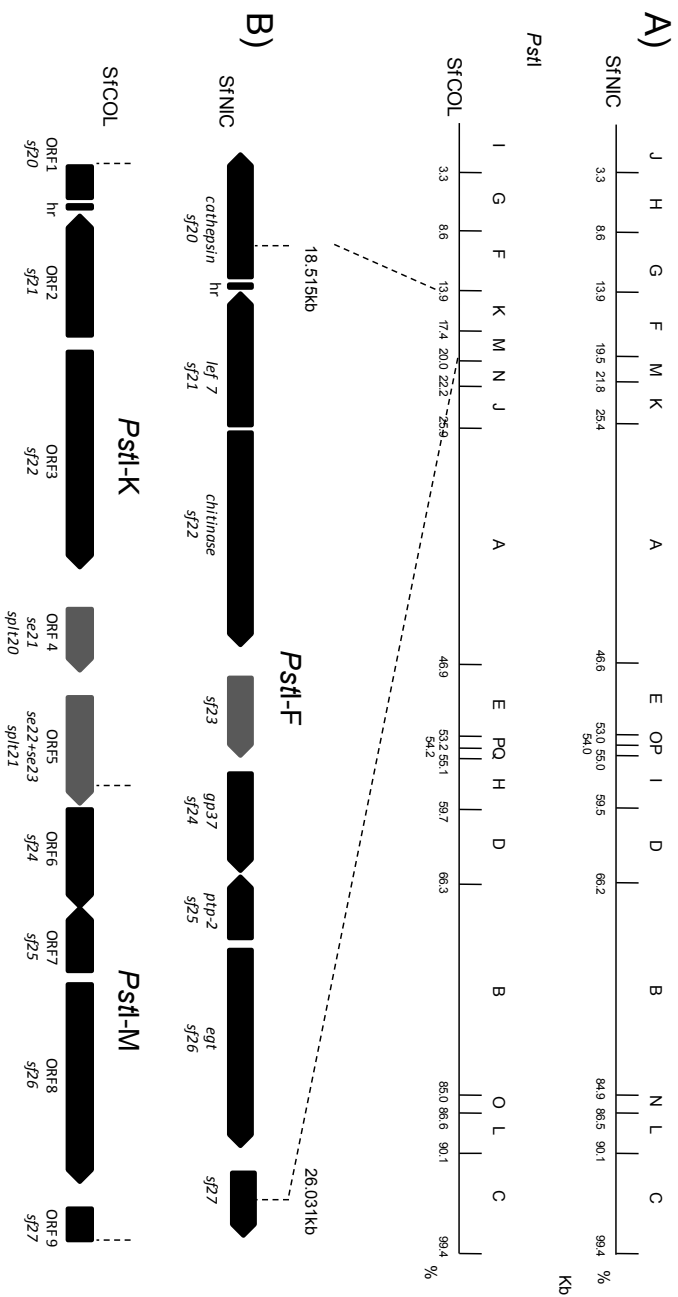 A)
SfNIC
J H G F M K A E O P I D B N L C
3.3 8.6 13.9 19.5 21.8 25.4 46.6 53.0 54.0 55.0 59.5 66.2 84.9 86.5 90.1 99.4 %
Kb
PstI
SfCOL
I G F K M N J A E P Q H D B O L C
3.3 8.6 13.9 17.4 20.0 22.2 25.9 46.9 53.2 54.2 55.1 59.7 66.3 85.0 86.6 90.1 99.4 %
B)
PstI-F
18.515kb 26.031kb
SfNIC
cathepsin hr lef 7 chitinase sf23 gp37 ptp-2 egt sf27
sf20 sf21 sf22 sf24 sf25 sf26
PstI-K PstI-M
SfCOL
ORF1 hr ORF2 ORF3 ORF 4 ORF5 ORF6 ORF7 ORF8 ORF9
sf20 sf21 sf22 se21 se22+se23 sf24 sf25 sf26 sf27
splt20 splt21